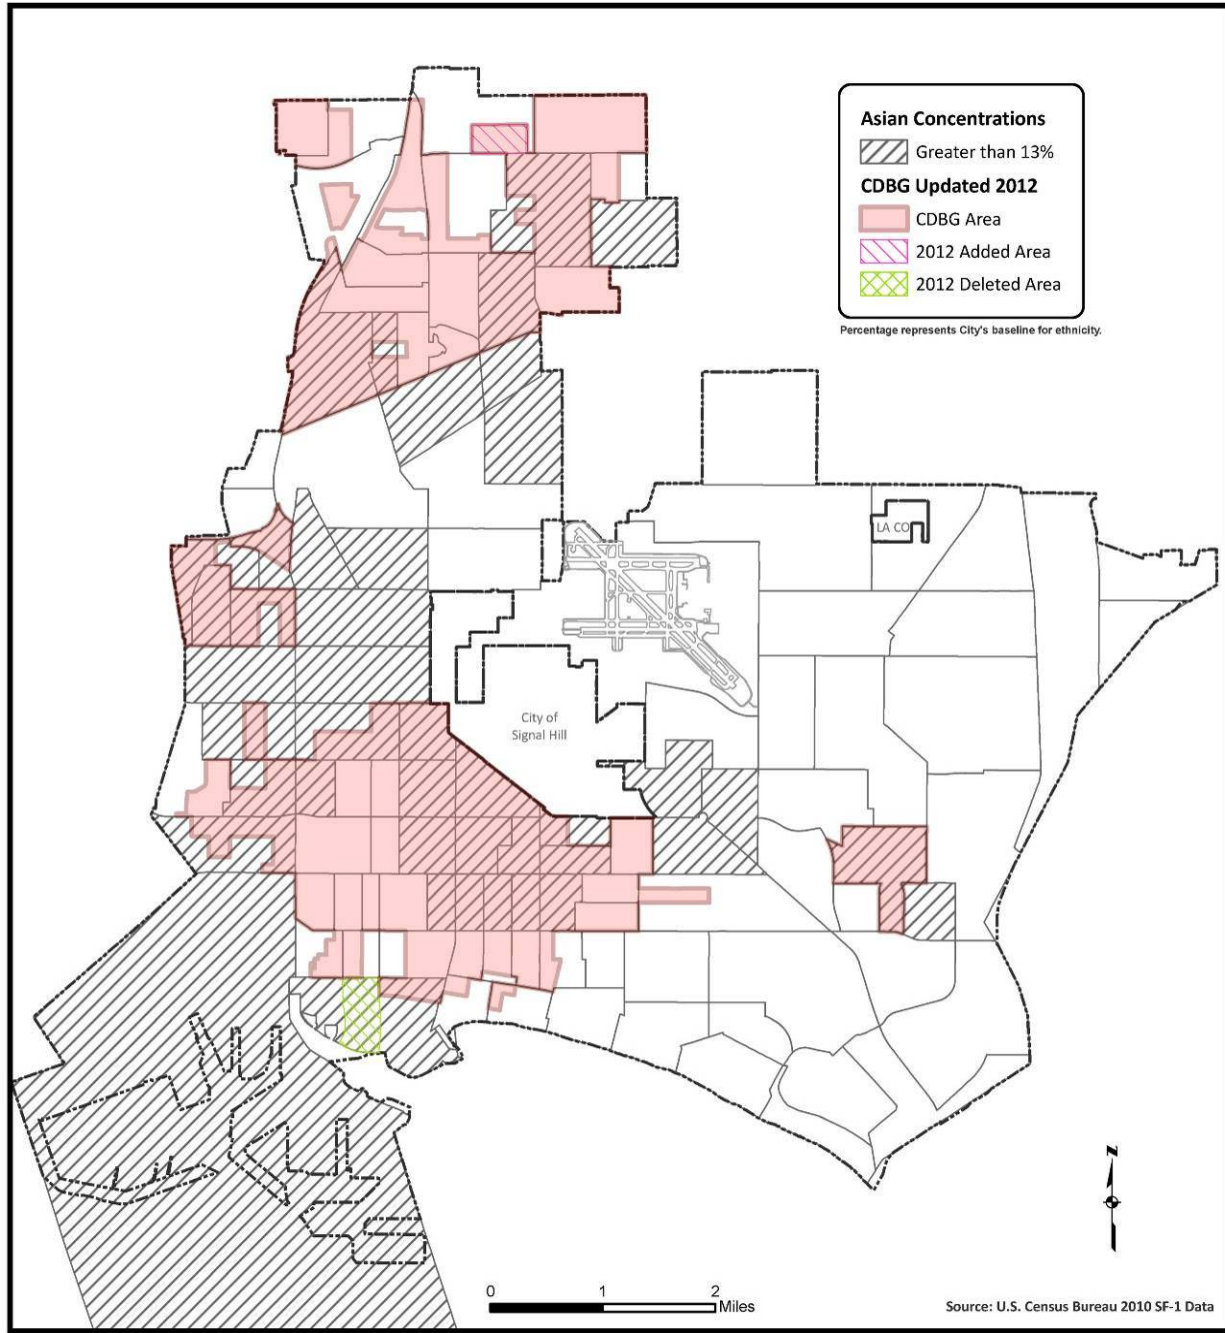 Asian Concentrations
Greater than 13%
CDBG Updated 2012
CDBG Area
2012 Added Area
2012 Deleted Area
Percentage represents City's baseline for ethnicity.
LA CO
City of
Signal Hill
N
0 1 2
Miles
Source: U.S. Census Bureau 2010 SF-1 Data